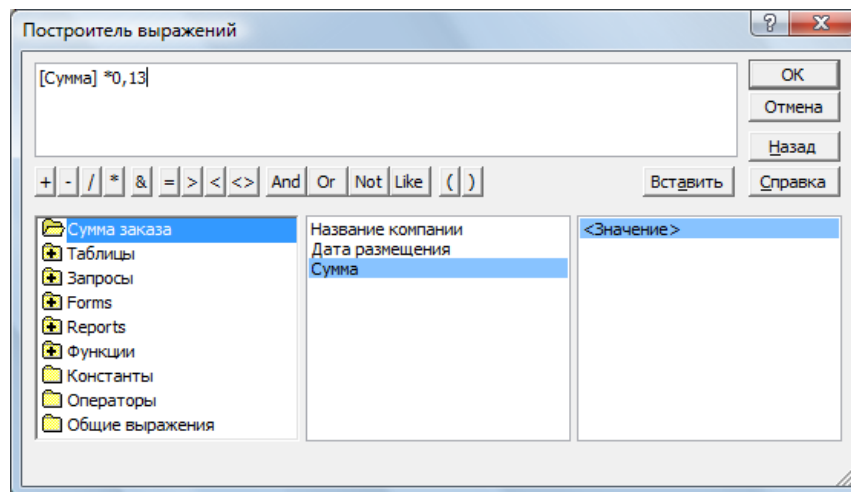 Построитель выражений
[Сумма] *0,13
OK
Отмена
Назад
+ - / * & = > < <> And Or Not Like ( ) Вставить Справка
Сумма заказа
Таблицы
Запросы
Forms
Reports
Функции
Константы
Операторы
Общие выражения
Название компании
Дата размещения
Сумма
<Значение>